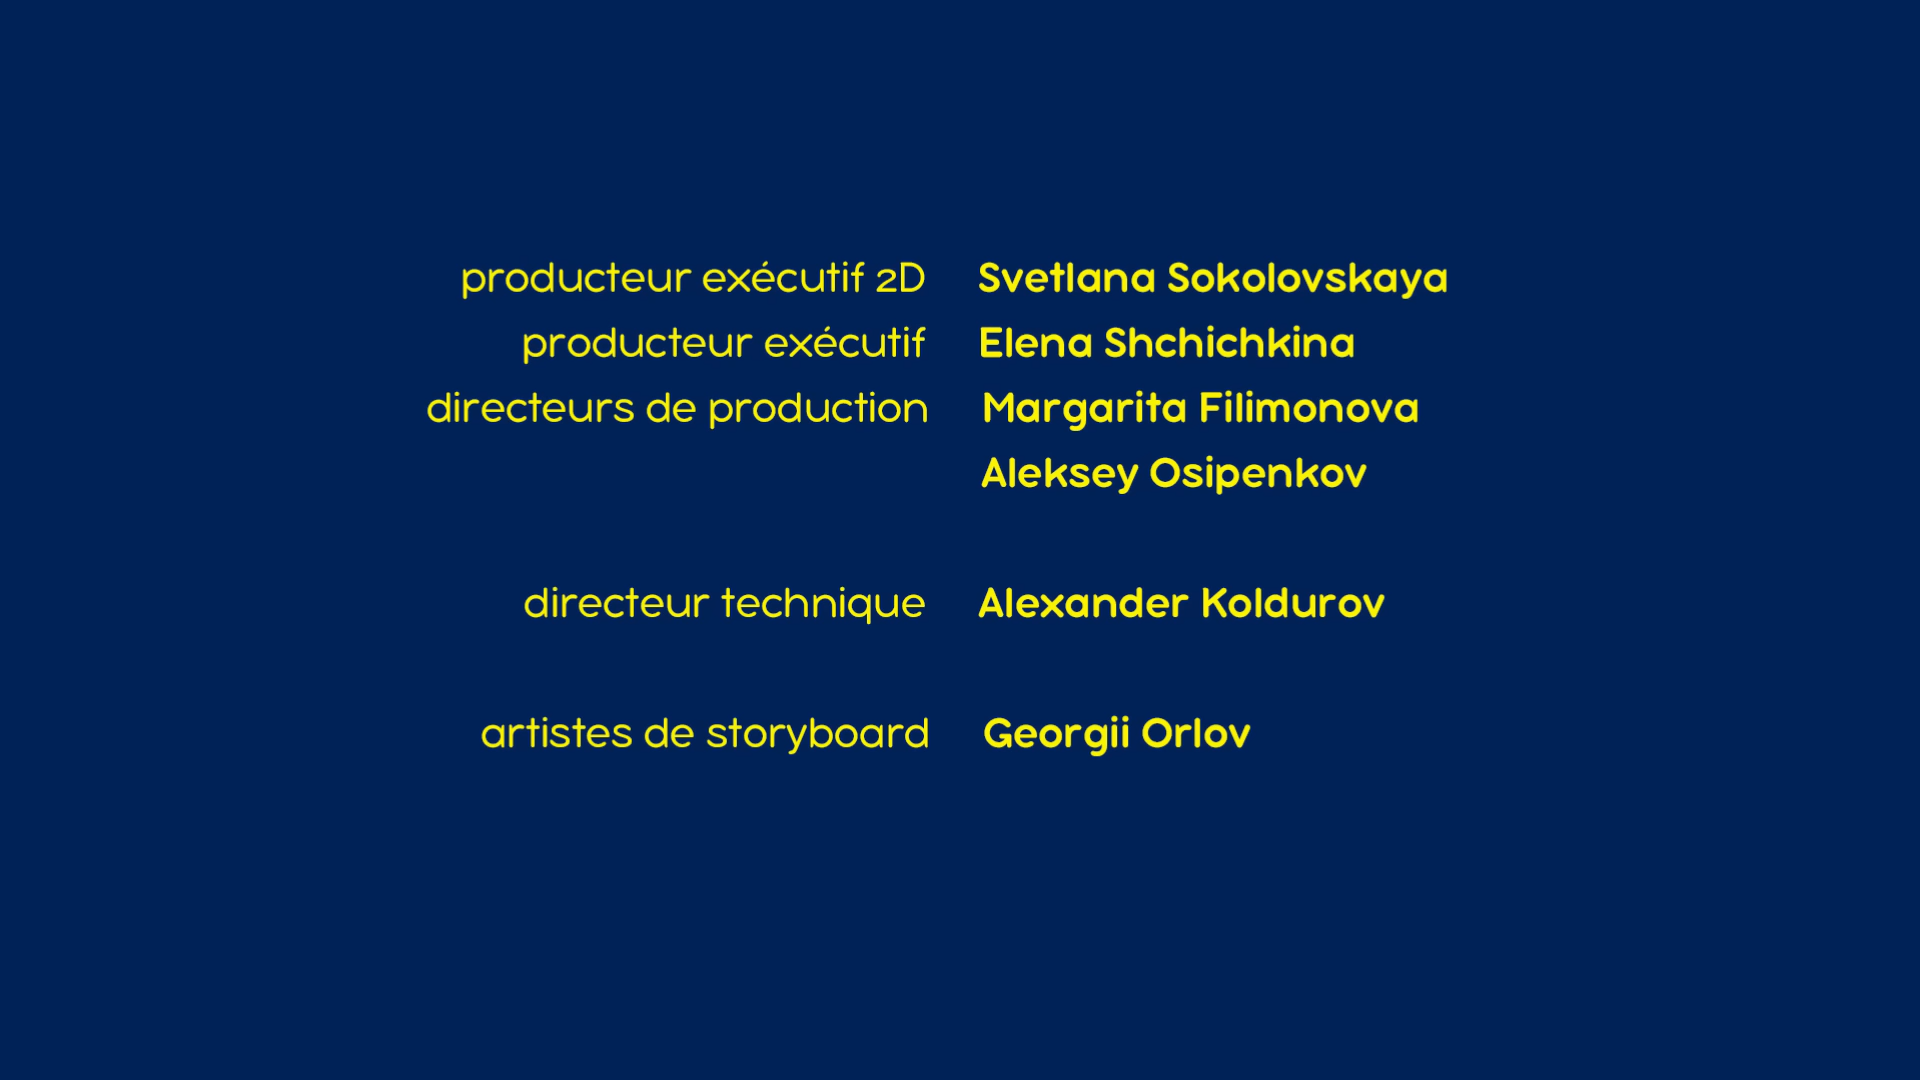 producteur exécutif 2D Svetlana Sokolovskaya
producteur exécutif Elena Shchichkina
directeurs de production Margarita Filimonova
Aleksey Osipenkov
directeur technique Alexander Koldurov
artistes de storyboard Georgii Orlov